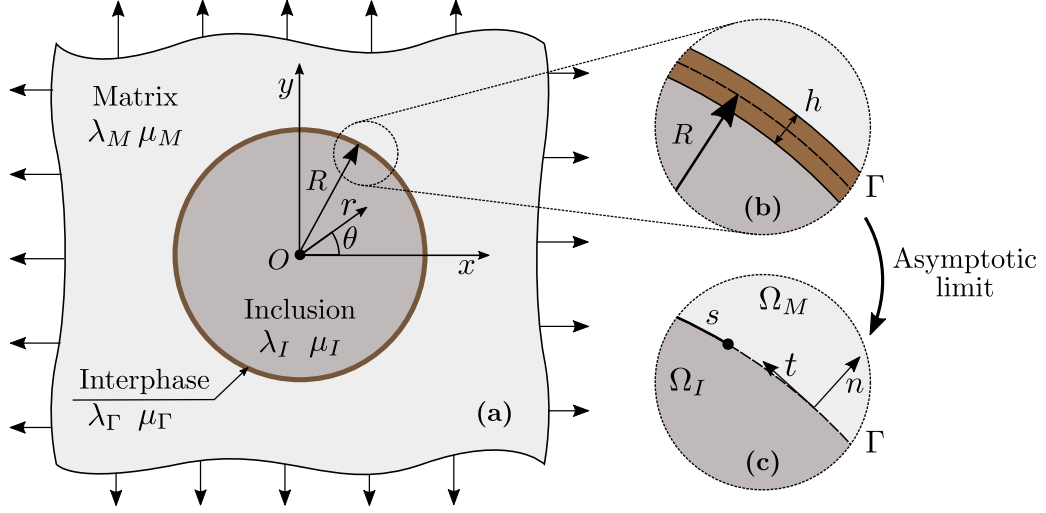 Matrix
λ_M μ_M
y
R
r
θ
O
x
Inclusion
λ_I μ_I
Interphase
λ_Γ μ_Γ
(a)
h
R
Γ
(b)
Asymptotic
limit
Ω_M
s
t
n
Ω_I
Γ
(c)